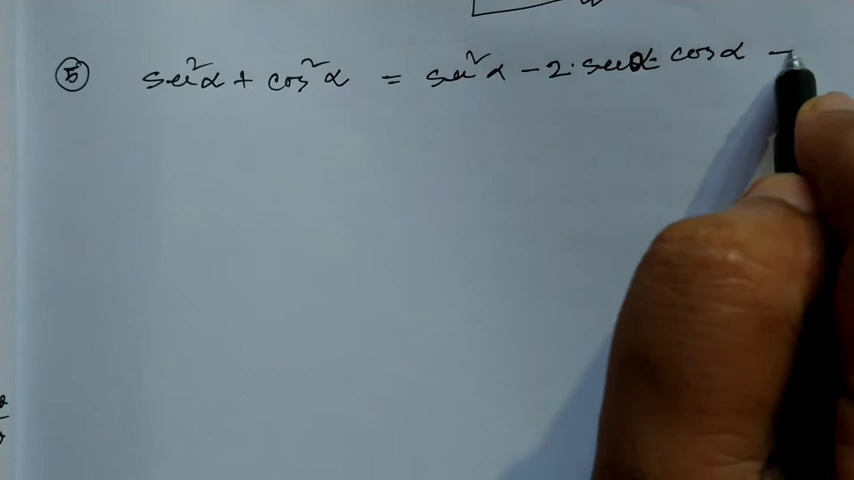 ⑤ sec²α + cos²α = sec²α - 2·secα cosα -